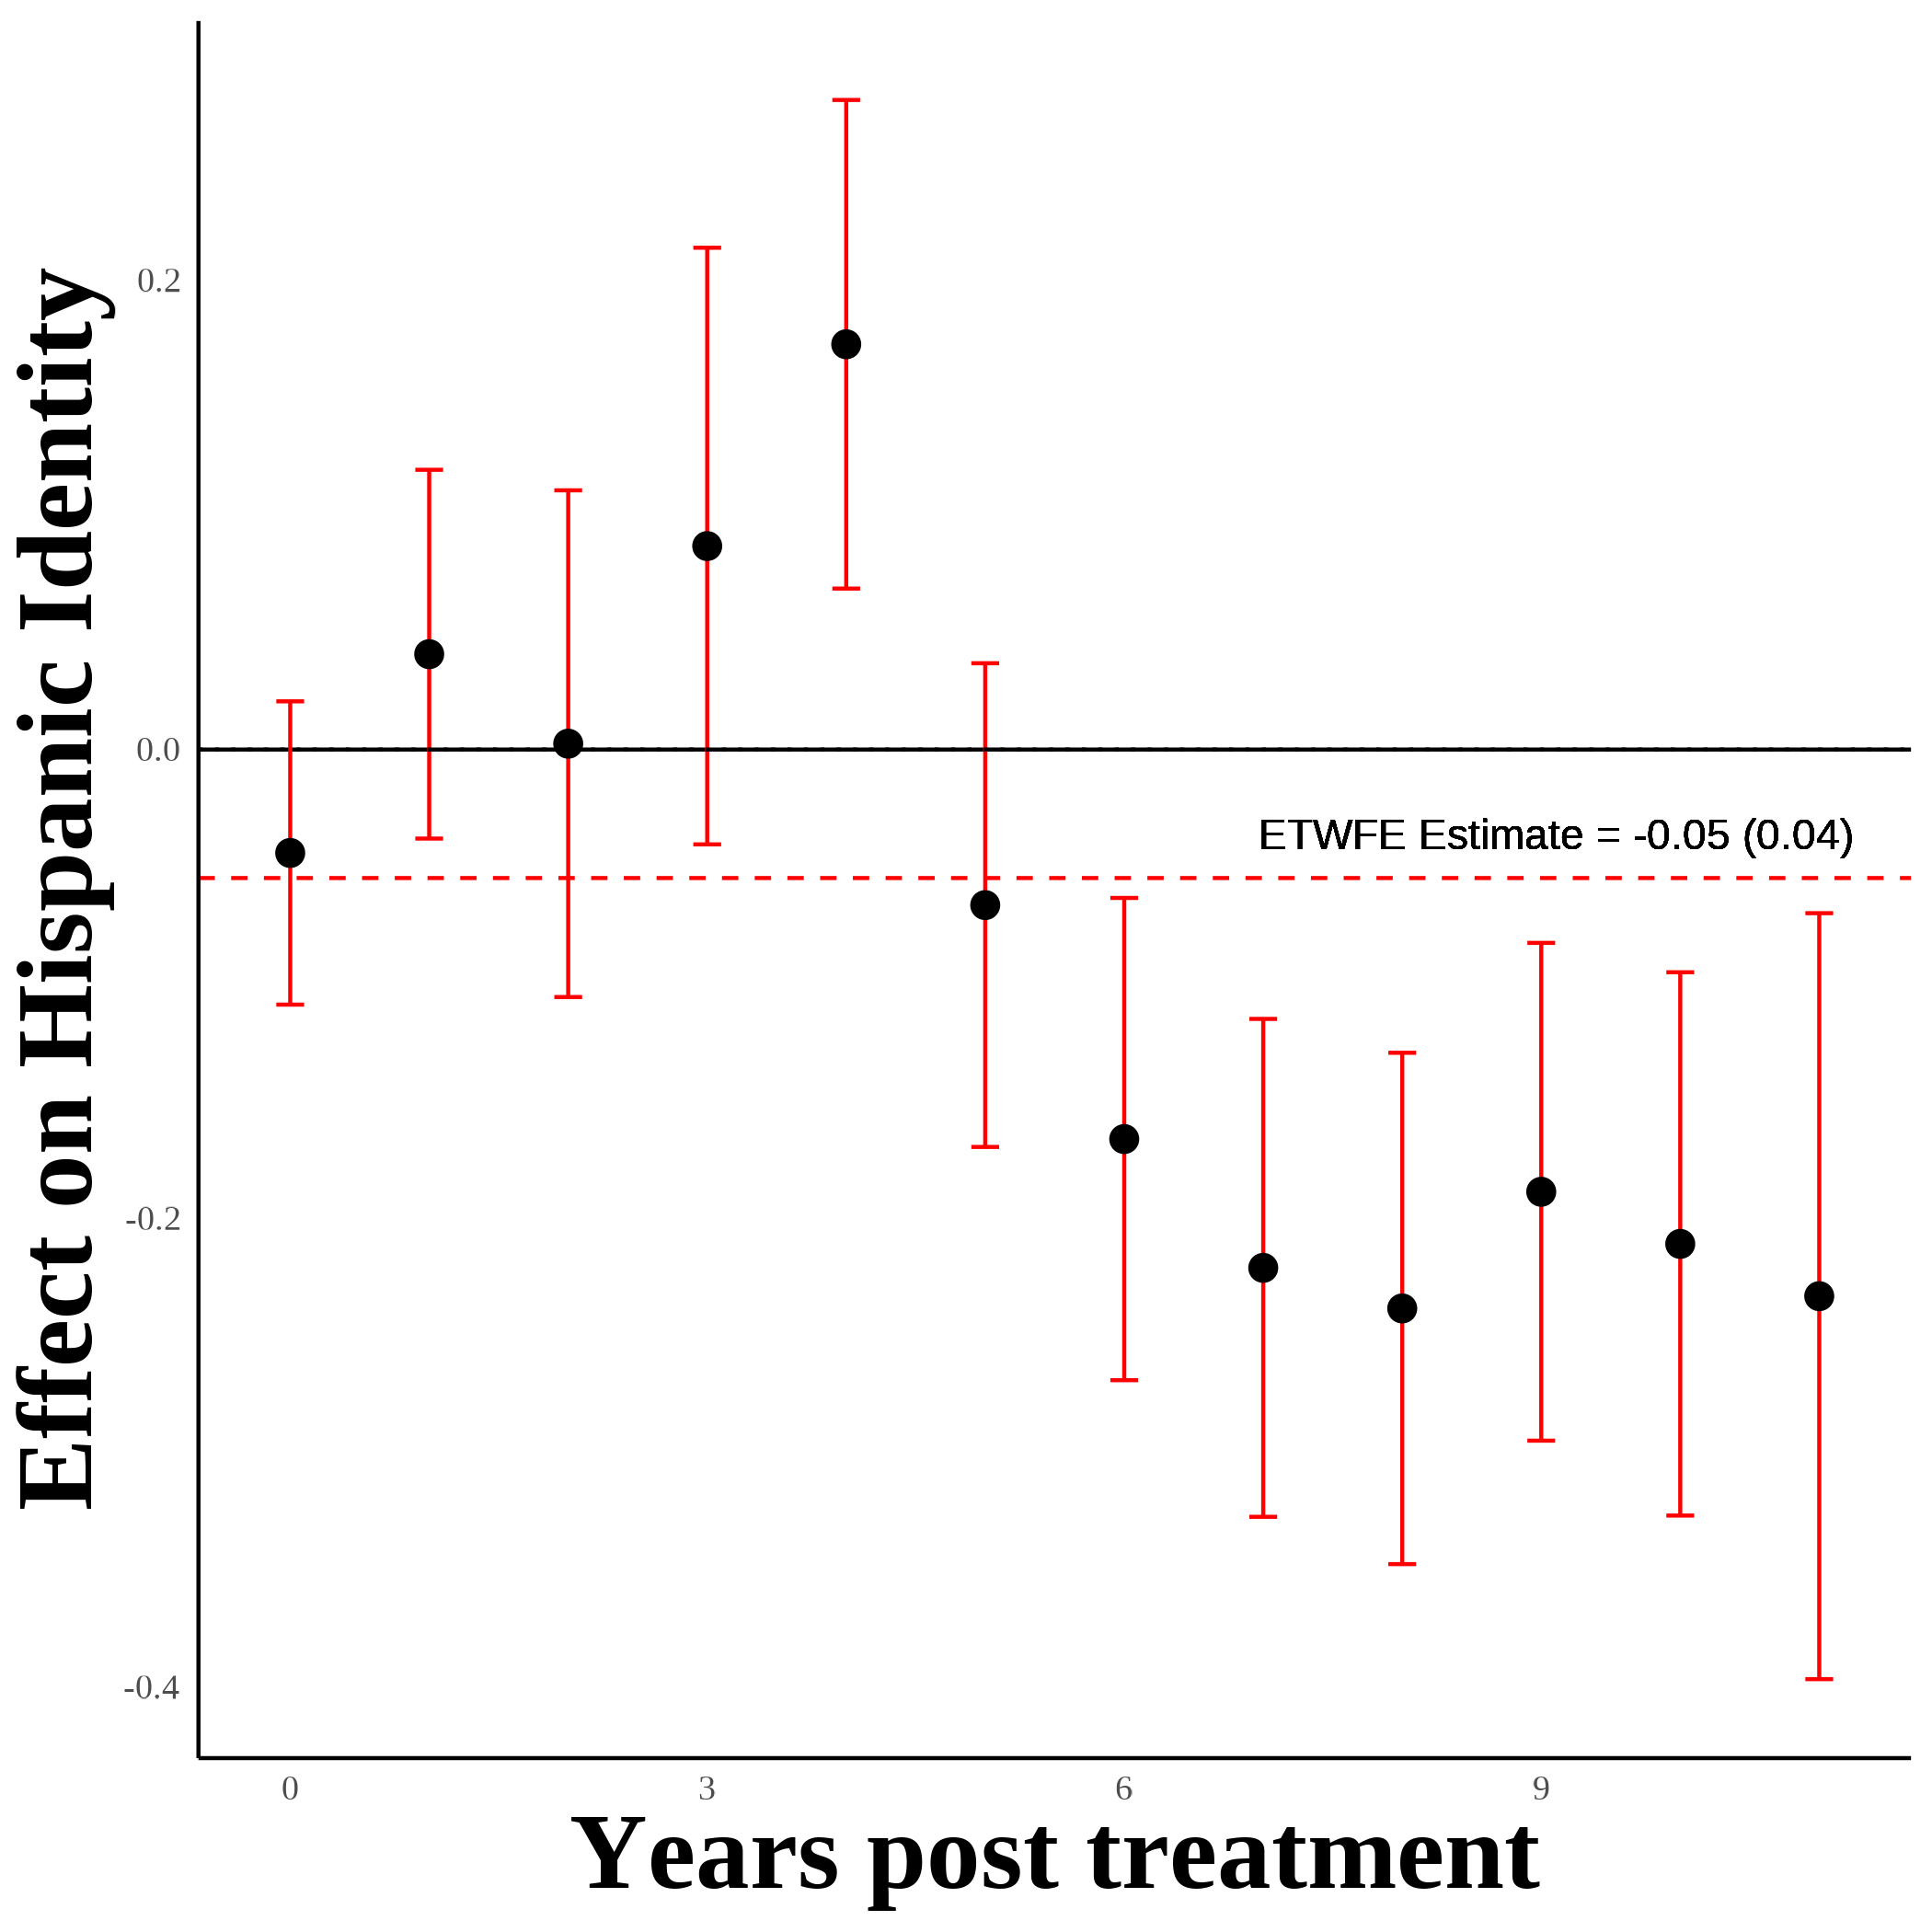 Effect on Hispanic Identity
0.2
0.0
-0.2
-0.4
ETWFE Estimate = -0.05 (0.04)
0 3 6 9
Years post treatment